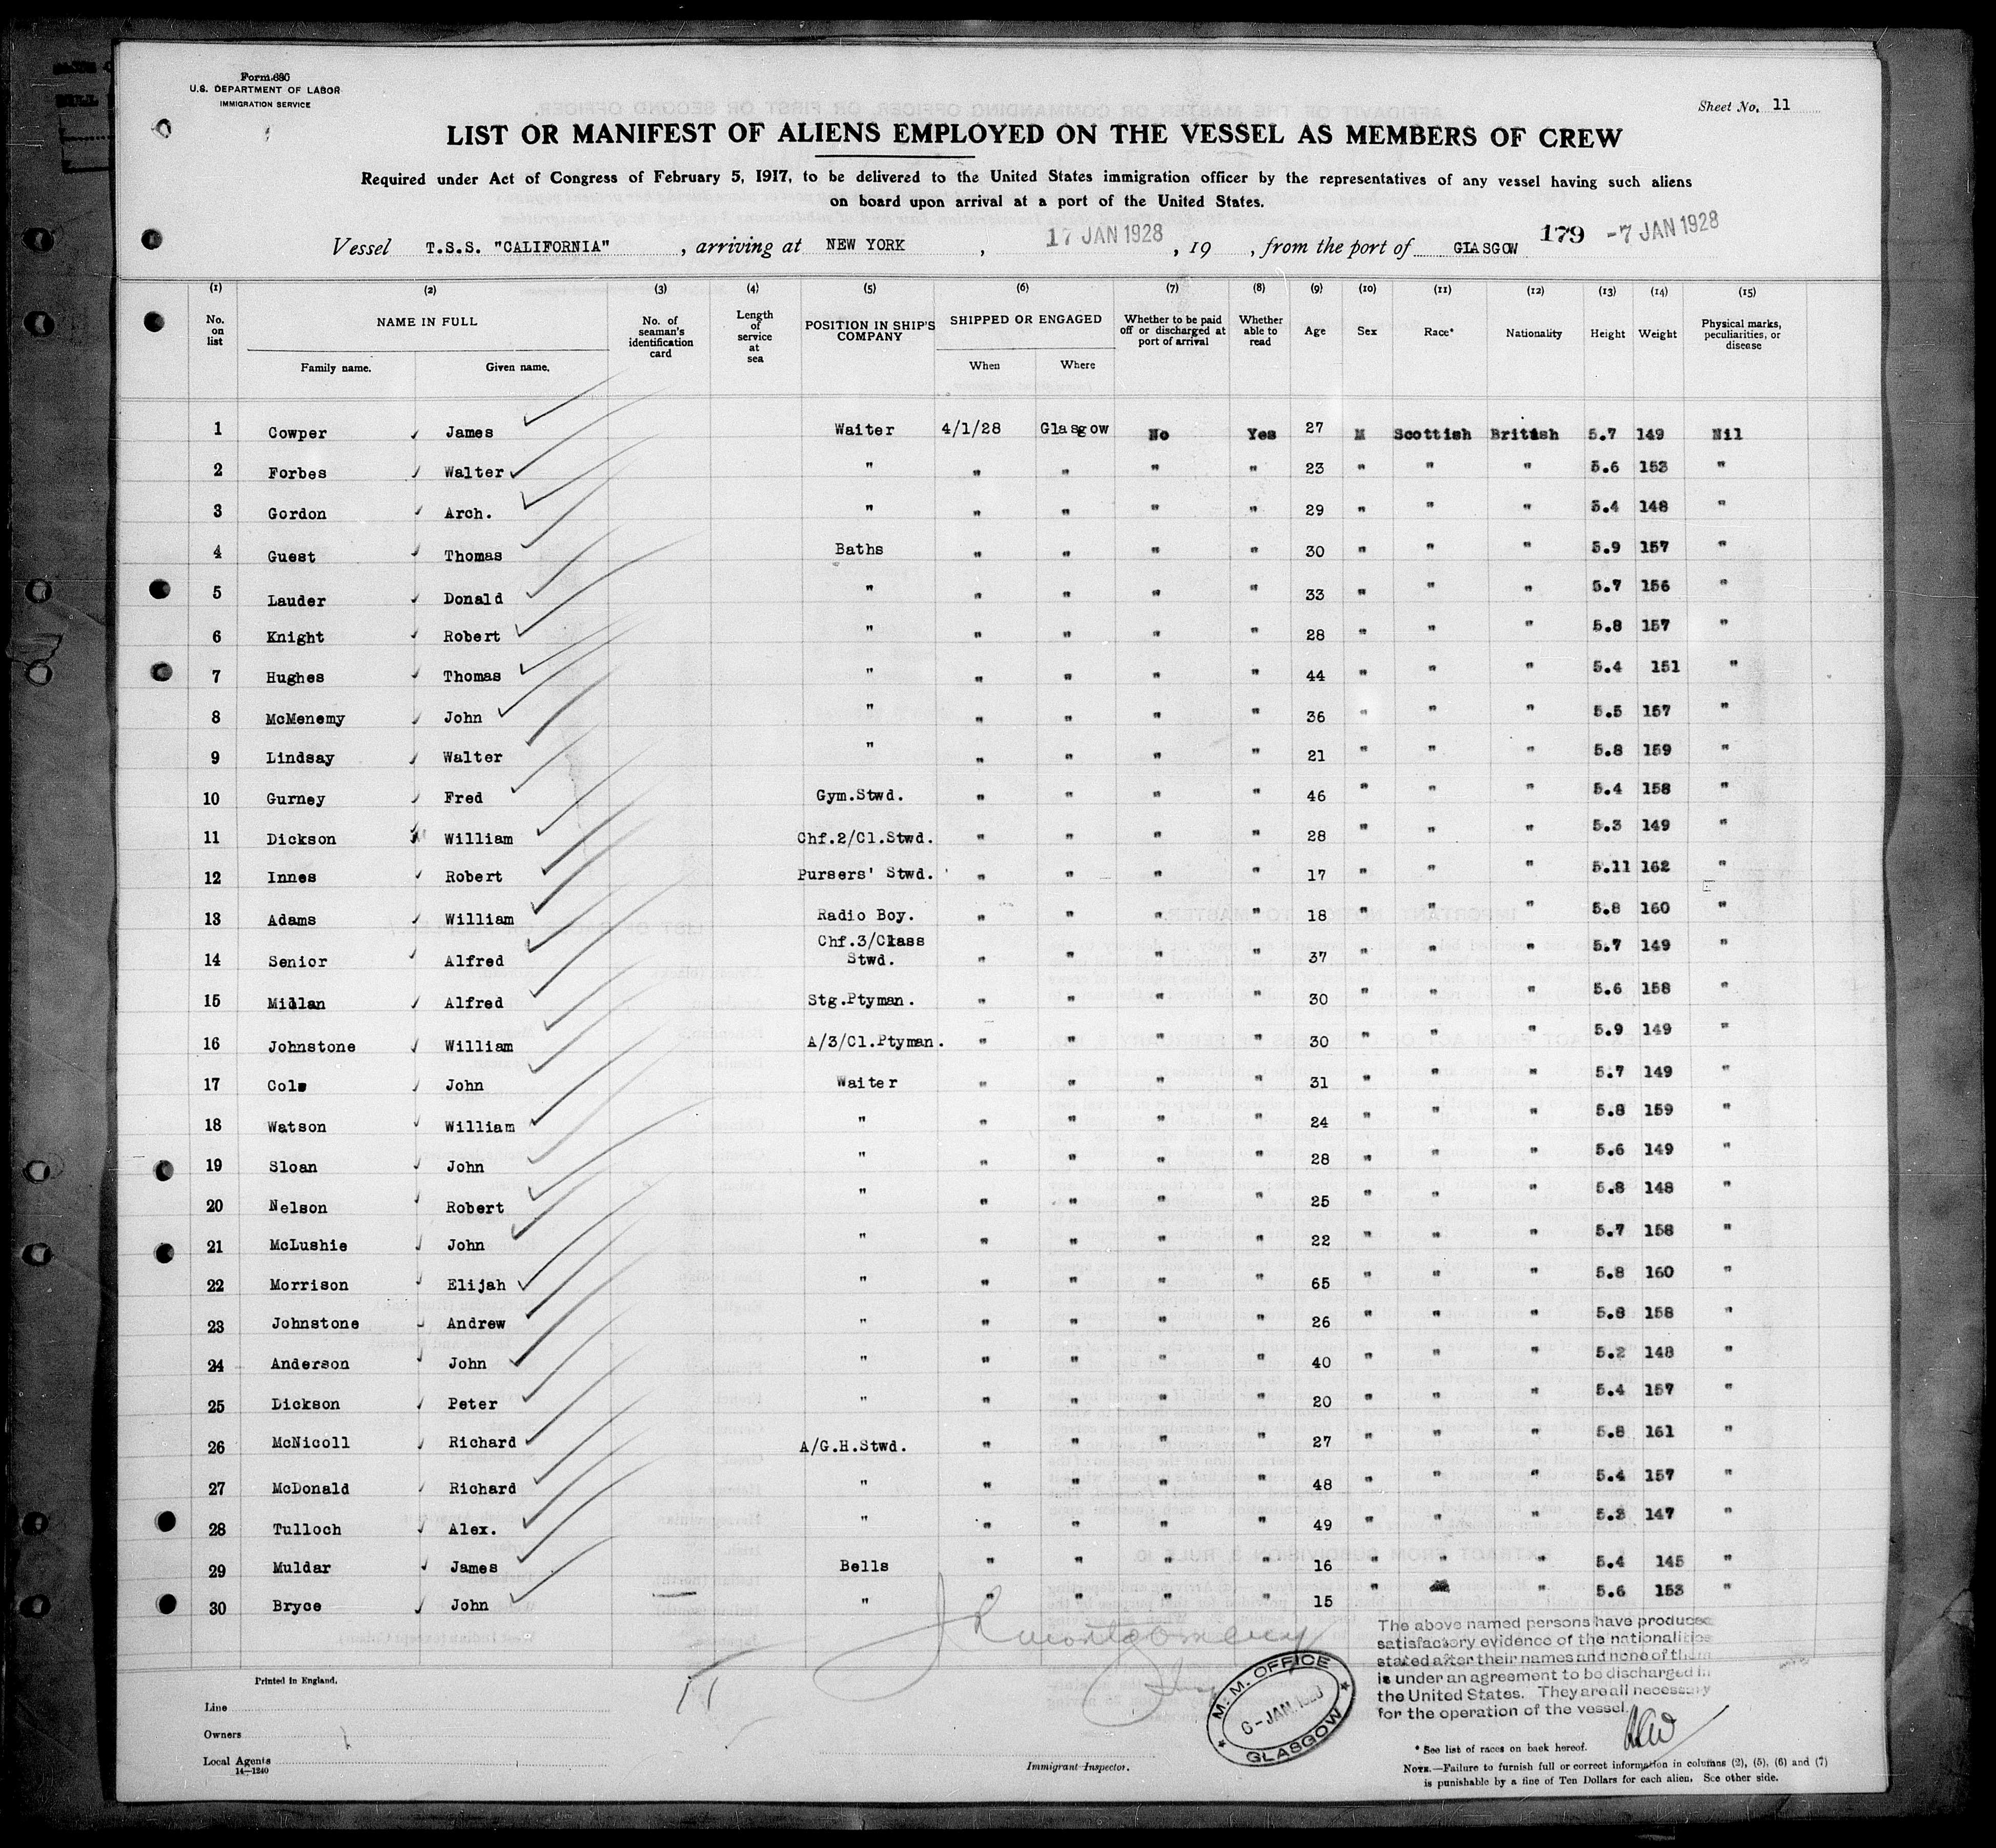 Form 680
U.S. DEPARTMENT OF LABOR
IMMIGRATION SERVICE
Sheet No. 11
LIST OR MANIFEST OF ALIENS EMPLOYED ON THE VESSEL AS MEMBERS OF CREW
Required under Act of Congress of February 5, 1917, to be delivered to the United States immigration officer by the representatives of any vessel having such aliens
on board upon arrival at a port of the United States.
Vessel T.S.S. "CALIFORNIA", arriving at NEW YORK, 17 JAN 1928, 19 , from the port of GLASGOW 179 -7 JAN 1928
(1) (2) (3) (4) (5) (6) (7) (8) (9) (10) (11) (12) (13) (14) (15)
No. on list NAME IN FULL Family name. Given name. No. of seaman's identification card Length of service at sea POSITION IN SHIP'S COMPANY SHIPPED OR ENGAGED When Where Whether to be paid off or discharged at port of arrival Whether able to read Age Sex Race* Nationality Height Weight Physical marks, peculiarities, or disease
1 Cowper James Waiter 4/1/28 Glasgow No Yes 27 M Scottish British 5.7 149 Nil
2 Forbes Walter " " " " " 23 " " " 5.6 153 "
3 Gordon Arch. " " " " " 29 " " " 5.4 148 "
4 Guest Thomas Baths " " " " 30 " " " 5.9 157 "
5 Lauder Donald " " " " " 33 " " " 5.7 156 "
6 Knight Robert " " " " " 28 " " " 5.8 157 "
7 Hughes Thomas " " " " " 44 " " " 5.4 151 "
8 McMenemy John " " " " " 36 " " " 5.5 157 "
9 Lindsay Walter " " " " " 21 " " " 5.8 159 "
10 Gurney Fred Gym.Stwd. " " " " 46 " " " 5.4 158 "
11 Dickson William Chf.2/Cl.Stwd. " " " " 28 " " " 5.3 149 "
12 Innes Robert Pursers' Stwd. " " " " 17 " " " 5.11 162 "
13 Adams William Radio Boy. " " " " 18 " " " 5.8 160 "
14 Senior Alfred Chf.3/Class Stwd. " " " " 37 " " " 5.7 149 "
15 Millan Alfred Stg.Ptyman. " " " " 30 " " " 5.6 158 "
16 Johnstone William A/3/Cl.Ptyman. " " " " 30 " " " 5.9 149 "
17 Cole John Waiter " " " " 31 " " " 5.7 149 "
18 Watson William " " " " " 24 " " " 5.8 159 "
19 Sloan John " " " " " 28 " " " 5.6 149 "
20 Nelson Robert " " " " " 25 " " " 5.8 148 "
21 McLushie John " " " " " 22 " " " 5.7 158 "
22 Morrison Elijah " " " " " 65 " " " 5.8 160 "
23 Johnstone Andrew " " " " " 26 " " " 5.8 158 "
24 Anderson John " " " " " 40 " " " 5.2 148 "
25 Dickson Peter " " " " " 20 " " " 5.4 157 "
26 McNicoll Richard A/G.H.Stwd. " " " " 27 " " " 5.8 161 "
27 McDonald Richard " " " " " 48 " " " 5.4 157 "
28 Tulloch Alex. " " " " " 49 " " " 5.3 147 "
29 Muldar James Bells " " " " 16 " " " 5.4 145 "
30 Bryce John " " " " " 15 " " 5.6 153 "
JR Montgomery
The above named persons have produced
satisfactory evidence of the nationalities
stated after their names and none of them
is under an agreement to be discharged in
the United States. They are all necessary
for the operation of the vessel.
M.M. OFFICE
6-JAN.1928
GLASGOW
Printed in England.
Line
Owners
Local Agents
14—1240
Immigrant Inspector.
* See list of races on back hereof.
NOTE.—Failure to furnish full or correct information in columns (2), (5), (6) and (7)
is punishable by a fine of Ten Dollars for each alien. See other side.